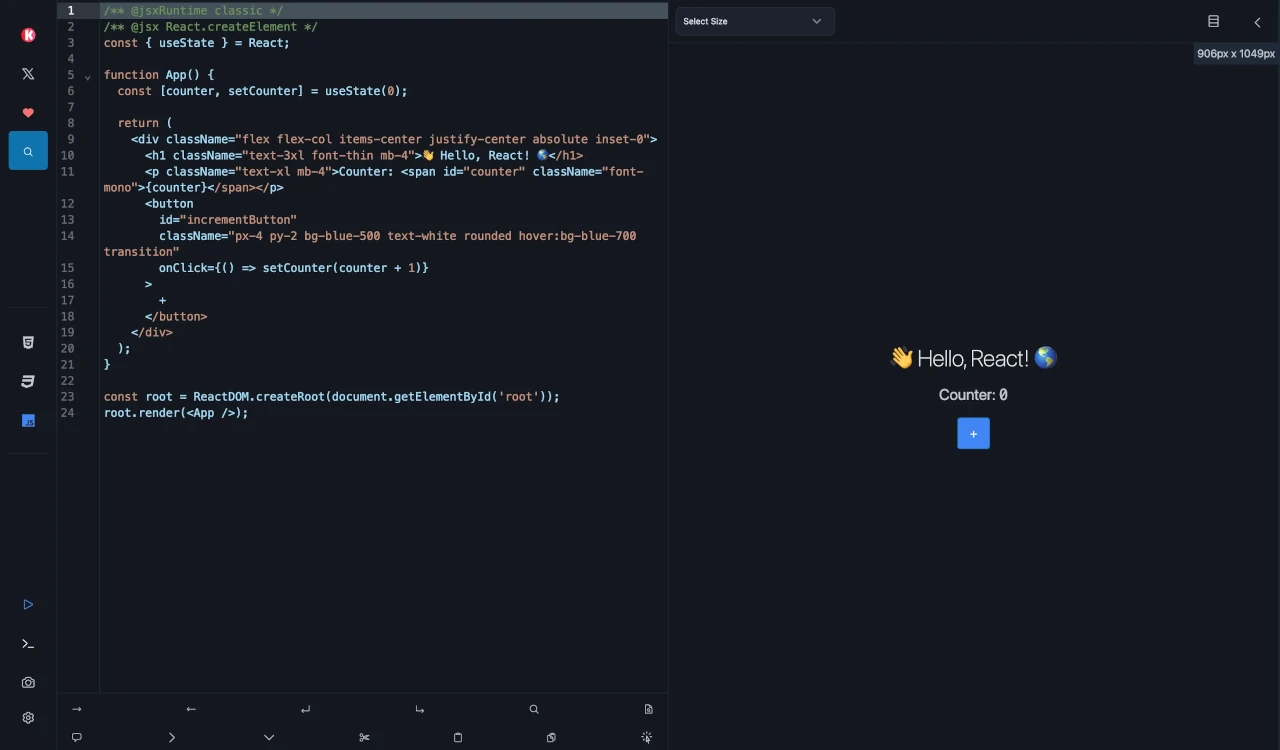 K
1 /** @jsxRuntime classic */
2 /** @jsx React.createElement */
3 const { useState } = React;
4
5 function App() {
6   const [counter, setCounter] = useState(0);
7
8   return (
9     <div className="flex flex-col items-center justify-center absolute inset-0">
10       <h1 className="text-3xl font-thin mb-4">👋 Hello, React! 🌎</h1>
11       <p className="text-xl mb-4">Counter: <span id="counter" className="font-
mono">{counter}</span></p>
12       <button
13         id="incrementButton"
14         className="px-4 py-2 bg-blue-500 text-white rounded hover:bg-blue-700
transition"
15         onClick={() => setCounter(counter + 1)}
16       >
17         +
18       </button>
19     </div>
20   );
21 }
22
23 const root = ReactDOM.createRoot(document.getElementById('root'));
24 root.render(<App />);
JS
Select Size
906px x 1049px
👋 Hello, React! 🌎
Counter: 0
+